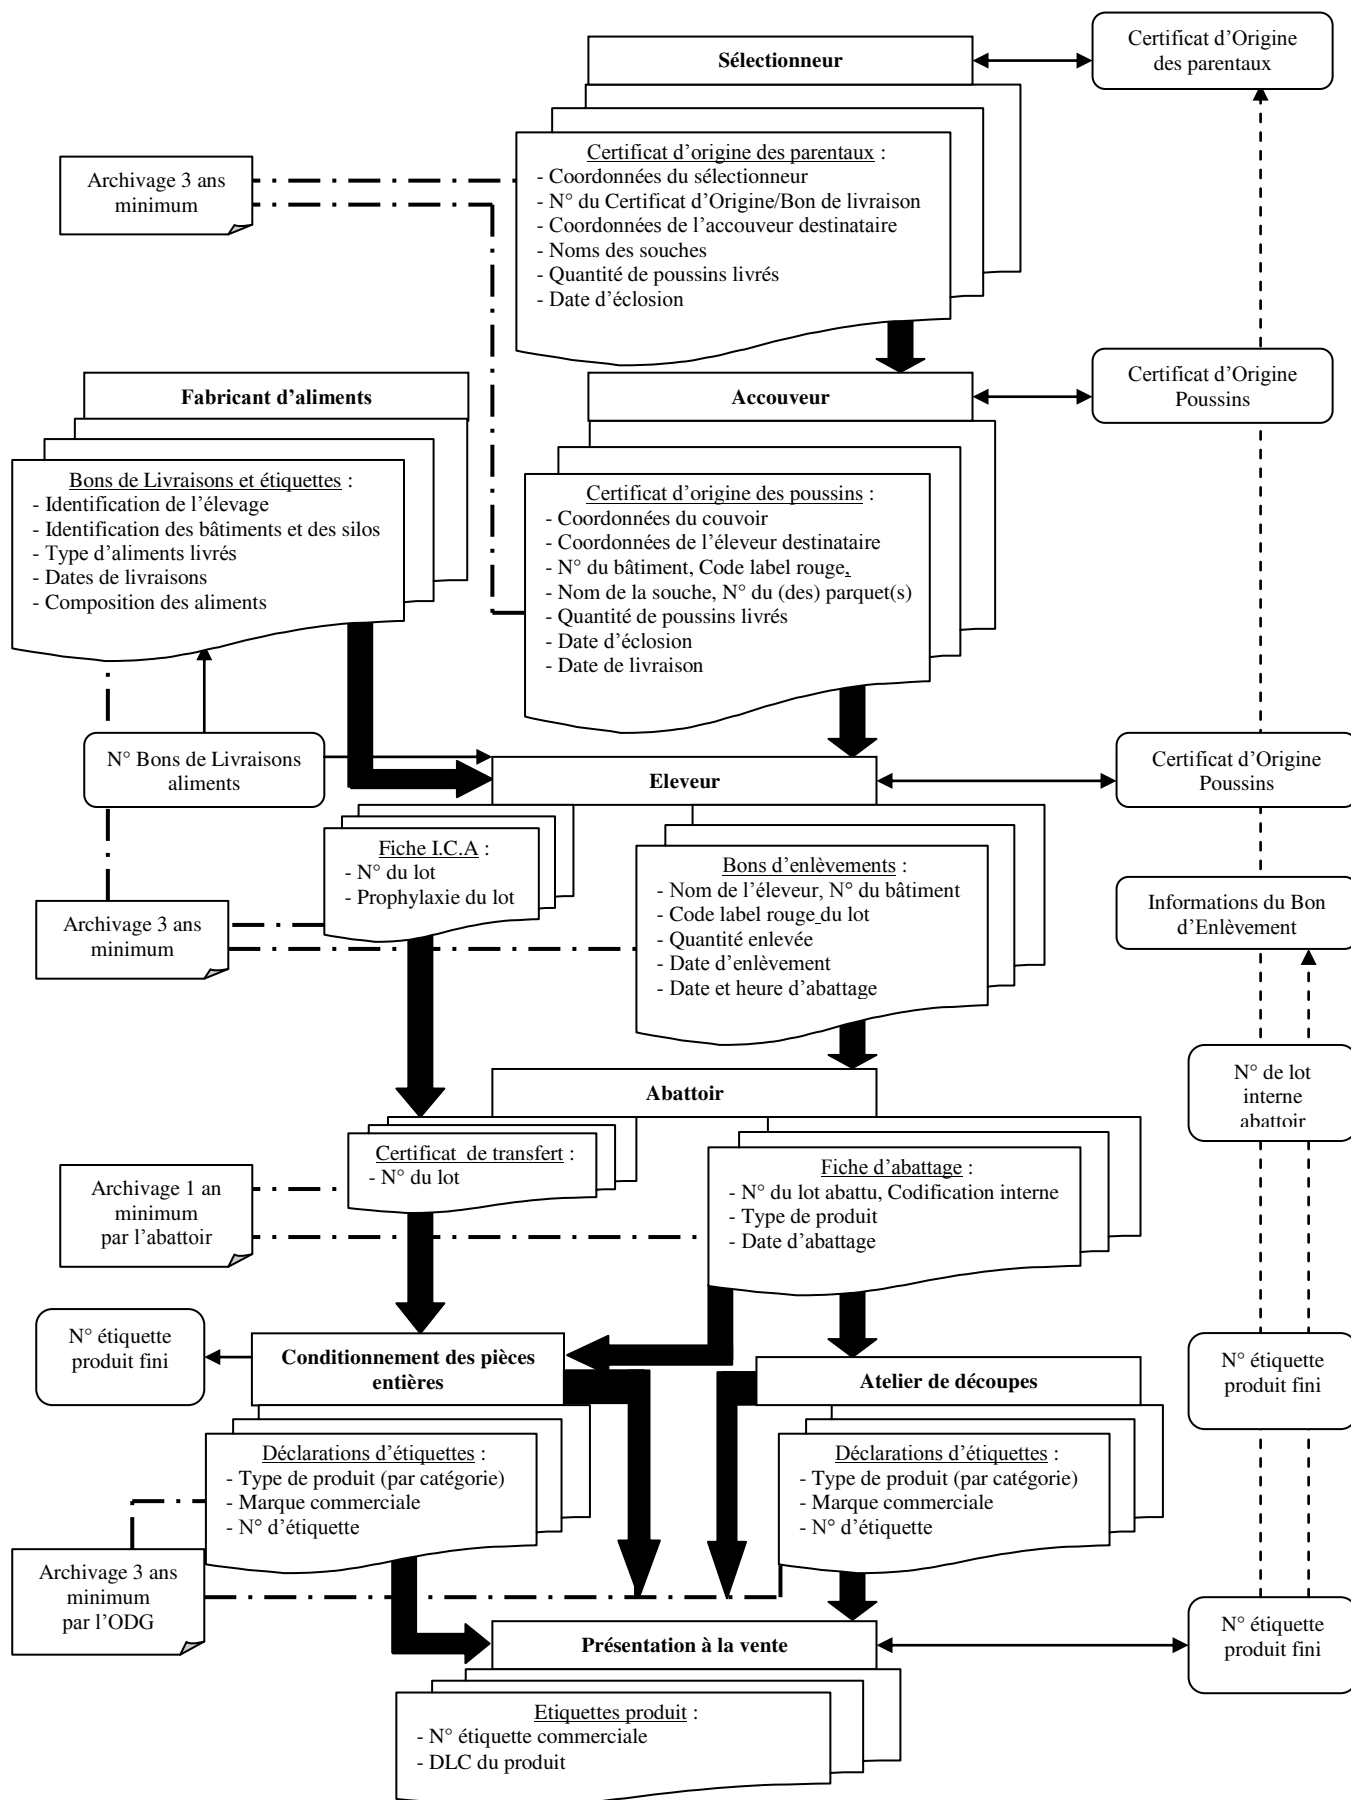 Sélectionneur
Certificat d'Origine
des parentaux
Certificat d'origine des parentaux :
- Coordonnées du sélectionneur
- N° du Certificat d'Origine/Bon de livraison
- Coordonnées de l'accouveur destinataire
- Noms des souches
- Quantité de poussins livrés
- Date d'éclosion
Archivage 3 ans
minimum
Fabricant d'aliments
Accouveur
Certificat d'Origine
Poussins
Bons de Livraisons et étiquettes :
- Identification de l'élevage
- Identification des bâtiments et des silos
- Type d'aliments livrés
- Dates de livraisons
- Composition des aliments
Certificat d'origine des poussins :
- Coordonnées du couvoir
- Coordonnées de l'éleveur destinataire
- N° du bâtiment, Code label rouge,
- Nom de la souche, N° du (des) parquet(s)
- Quantité de poussins livrés
- Date d'éclosion
- Date de livraison
N° Bons de Livraisons
aliments
Eleveur
Certificat d'Origine
Poussins
Fiche I.C.A :
- N° du lot
- Prophylaxie du lot
Bons d'enlèvements :
- Nom de l'éleveur, N° du bâtiment
- Code label rouge du lot
- Quantité enlevée
- Date d'enlèvement
- Date et heure d'abattage
Archivage 3 ans
minimum
Informations du Bon
d'Enlèvement
Abattoir
N° de lot
interne
abattoir
Certificat de transfert :
- N° du lot
Fiche d'abattage :
- N° du lot abattu, Codification interne
- Type de produit
- Date d'abattage
Archivage 1 an
minimum
par l'abattoir
N° étiquette
produit fini
Conditionnement des pièces
entières
Atelier de découpes
N° étiquette
produit fini
Déclarations d'étiquettes :
- Type de produit (par catégorie)
- Marque commerciale
- N° d'étiquette
Déclarations d'étiquettes :
- Type de produit (par catégorie)
- Marque commerciale
- N° d'étiquette
Archivage 3 ans
minimum
par l'ODG
Présentation à la vente
N° étiquette
produit fini
Etiquettes produit :
- N° étiquette commerciale
- DLC du produit